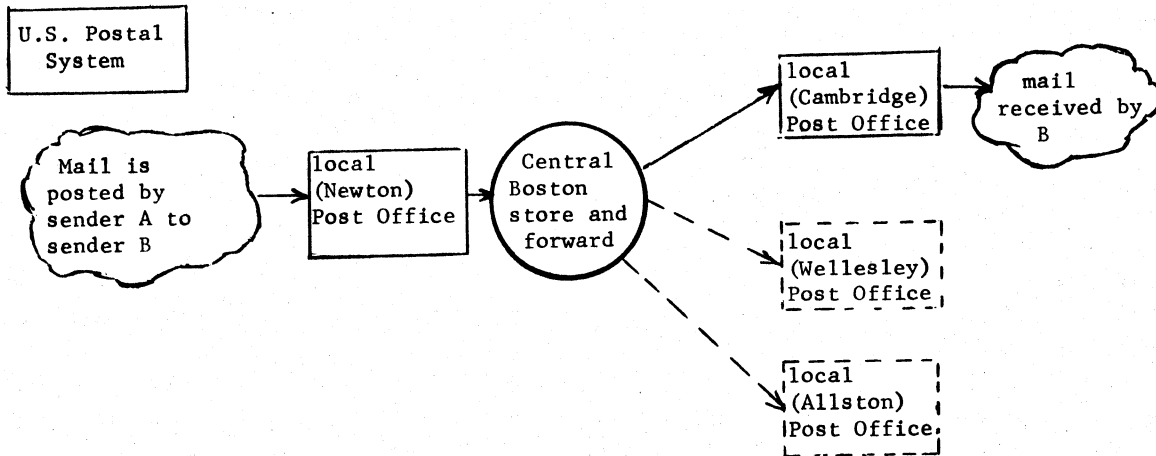 U.S. Postal
System
Mail is
posted by
sender A to
sender B
local
(Newton)
Post Office
Central
Boston
store and
forward
local
(Cambridge)
Post Office
mail
received by
B
local
(Wellesley)
Post Office
local
(Allston)
Post Office